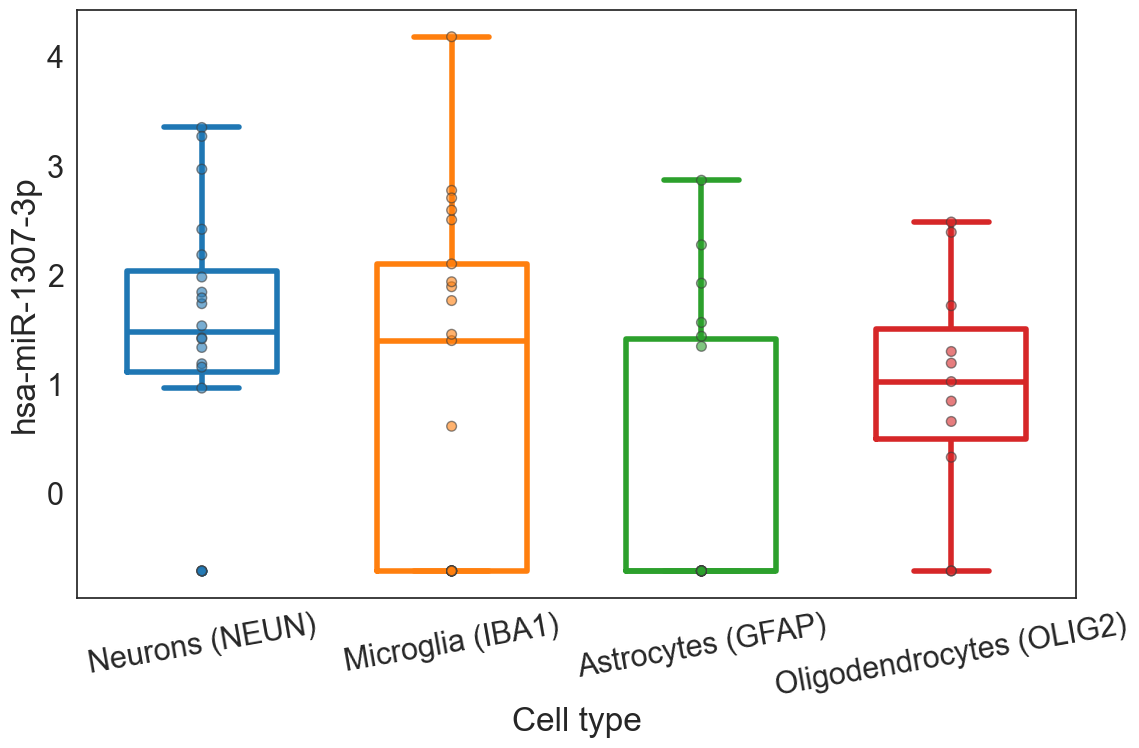 hsa-miR-1307-3p
4
3
2
1
0
Neurons (NEUN)
Microglia (IBA1)
Astrocytes (GFAP)
Oligodendrocytes (OLIG2)
Cell type